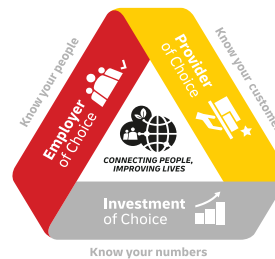 Know your people
Employer
of Choice
Provider
of Choice
Know your custome
CONNECTING PEOPLE,
IMPROVING LIVES
Investment
of Choice
Know your numbers